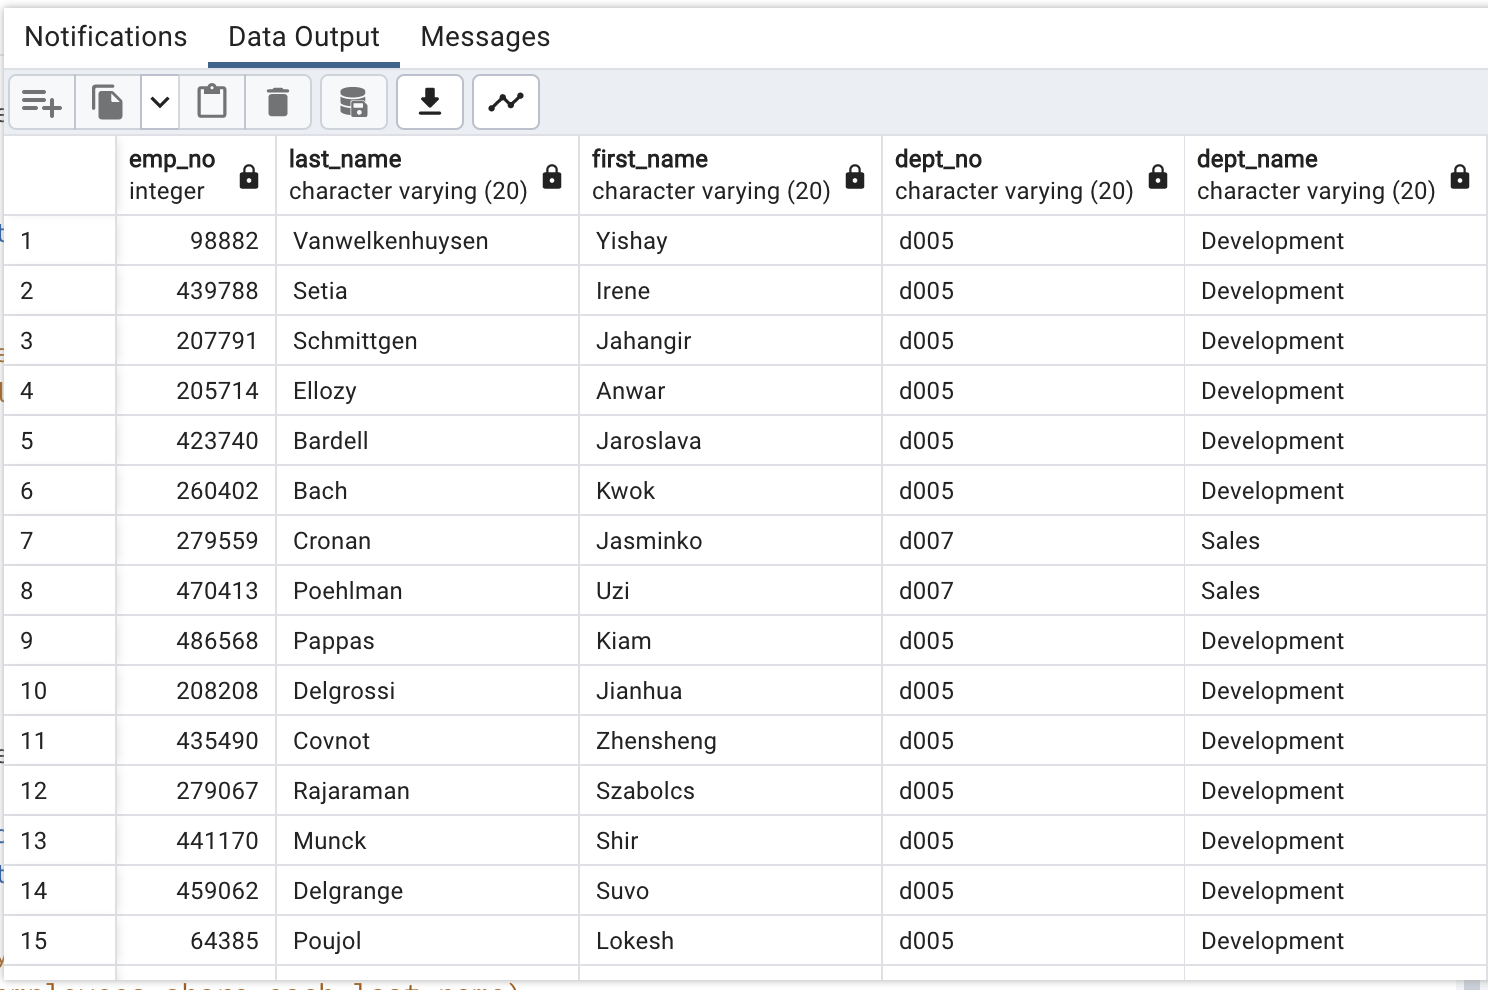 Notifications Data Output Messages
emp_no last_name first_name dept_no dept_name
integer character varying (20) character varying (20) character varying (20) character varying (20)
1 98882 Vanwelkenhuysen Yishay d005 Development
2 439788 Setia Irene d005 Development
3 207791 Schmittgen Jahangir d005 Development
4 205714 Ellozy Anwar d005 Development
5 423740 Bardell Jaroslava d005 Development
6 260402 Bach Kwok d005 Development
7 279559 Cronan Jasminko d007 Sales
8 470413 Poehlman Uzi d007 Sales
9 486568 Pappas Kiam d005 Development
10 208208 Delgrossi Jianhua d005 Development
11 435490 Covnot Zhensheng d005 Development
12 279067 Rajaraman Szabolcs d005 Development
13 441170 Munck Shir d005 Development
14 459062 Delgrange Suvo d005 Development
15 64385 Poujol Lokesh d005 Development